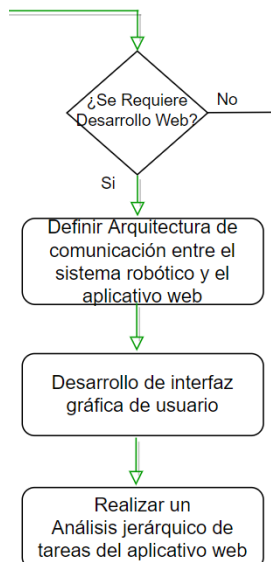 ¿Se Requiere
Desarrollo Web?
No
Si
Definir Arquitectura de
comunicación entre el
sistema robótico y el
aplicativo web
Desarrollo de interfaz
gráfica de usuario
Realizar un
Análisis jerárquico de
tareas del aplicativo web